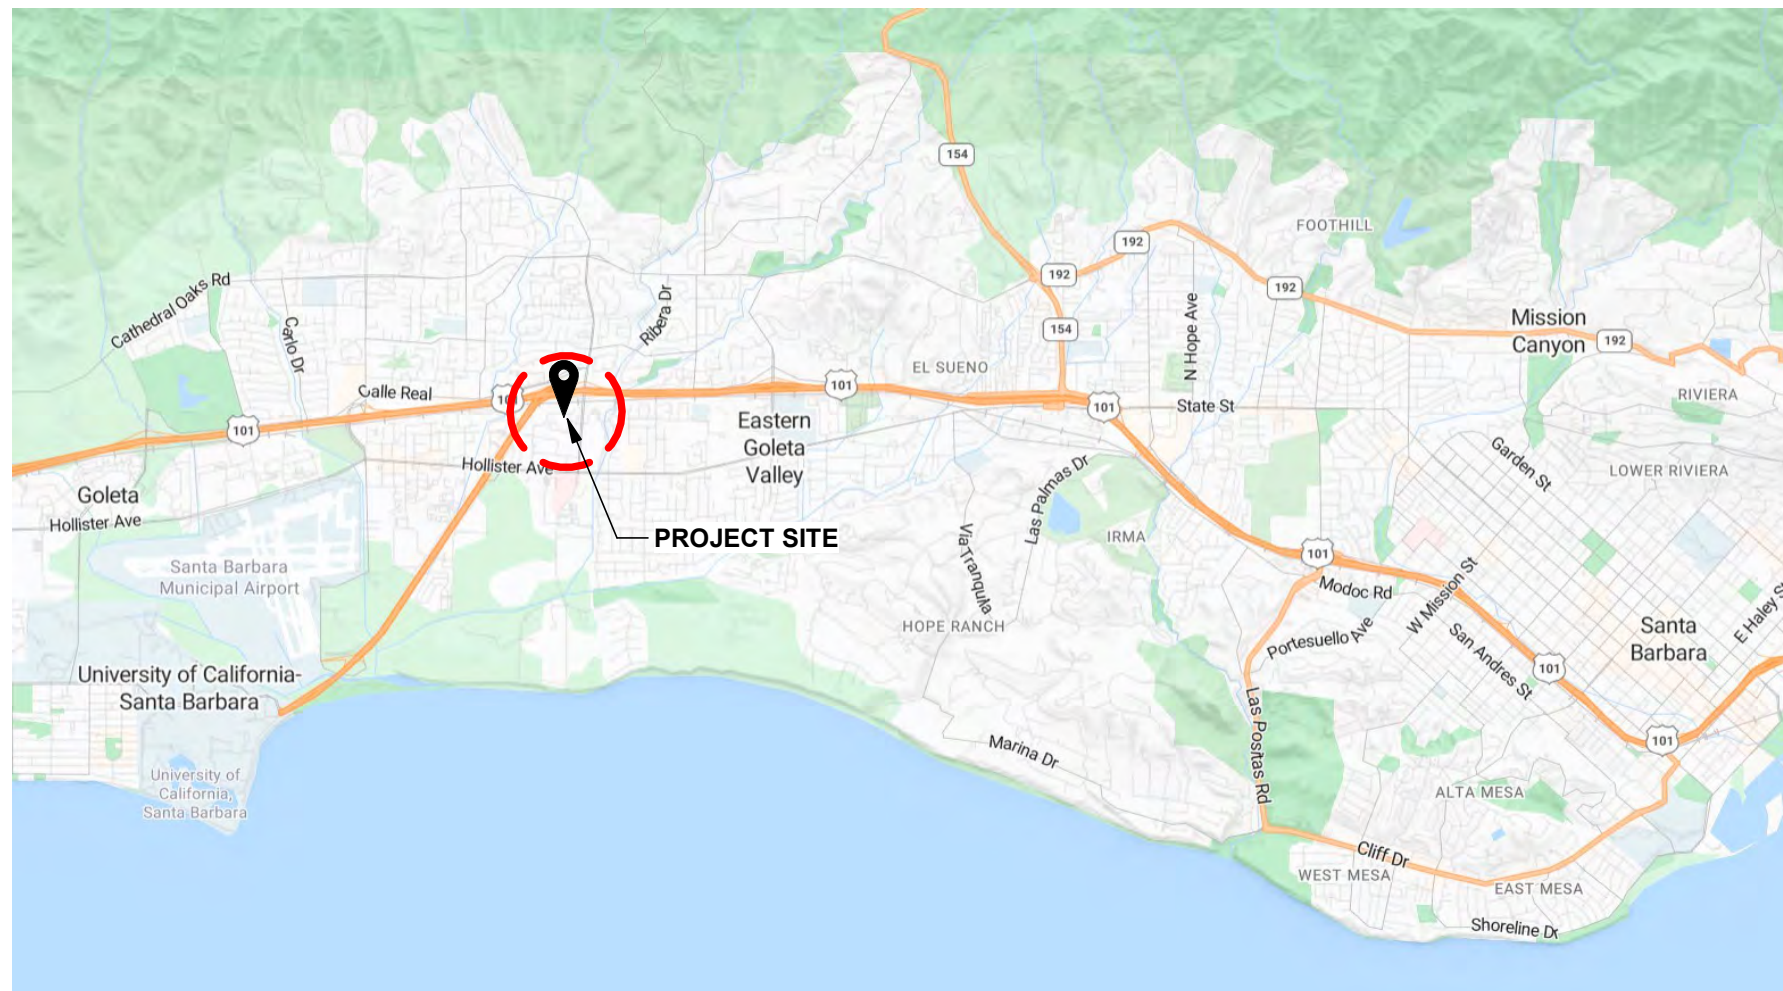 154
192
FOOTHILL
192
192
Cathedral Oaks Rd
Carlo Dr
Ribera Dr
154
N Hope Ave
Mission
Canyon
192
EL SUENO
Calle Real
101
101
101
101
State St
RIVIERA
Eastern
Goleta
Valley
Hollister Ave
Garden St
LOWER RIVIERA
Las Palmas Dr
Goleta
Hollister Ave
PROJECT SITE
Via Tranquila
IRMA
101
Santa Barbara
Municipal Airport
Modoc Rd
W Mission St
HOPE RANCH
Portesuello Ave
San Andres St
Santa
Barbara
E Haley S
University of California-
Santa Barbara
101
Las Positas Rd
101
Marina Dr
University of
California,
Santa Barbara
ALTA MESA
Cliff Dr
WEST MESA
EAST MESA
Shoreline Dr